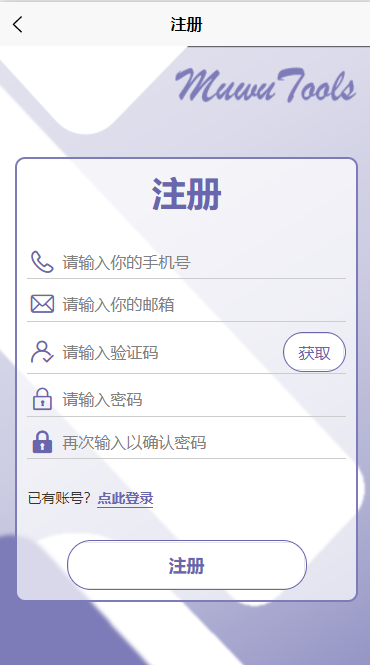 注册
MuwuTools
注册
请输入你的手机号
请输入你的邮箱
请输入验证码
获取
请输入密码
再次输入以确认密码
已有账号？点此登录
注册